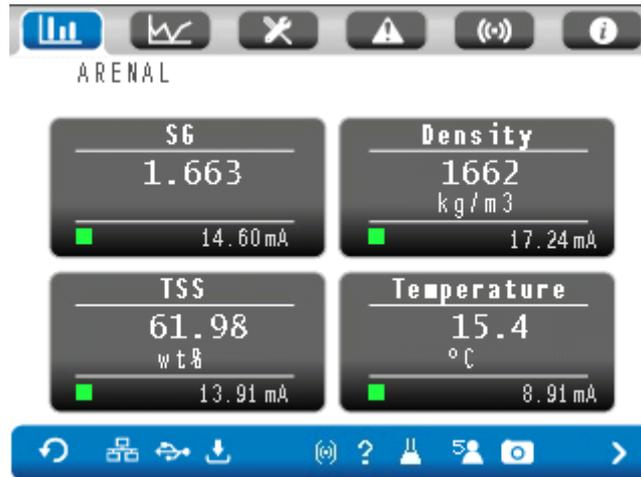 ARENAL
SG
1.663
14.60mA
Density
1662
kg/m3
17.24mA
TSS
61.98
wt%
13.91mA
Temperature
15.4
°C
8.91mA
? 5